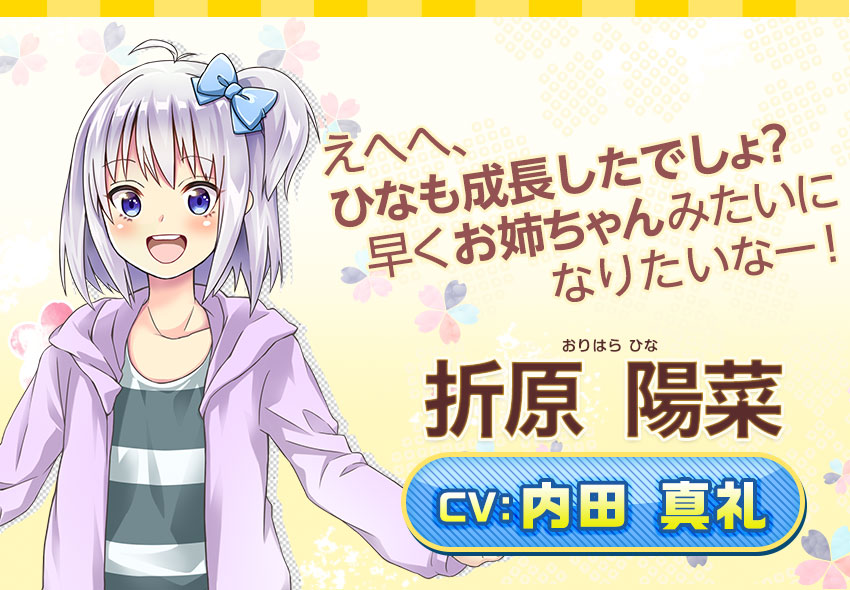 えへへ、
ひなも成長したでしょ?
早くお姉ちゃんみたいに
なりたいなー!
おりはら ひな
折原 陽菜
CV:内田 真礼